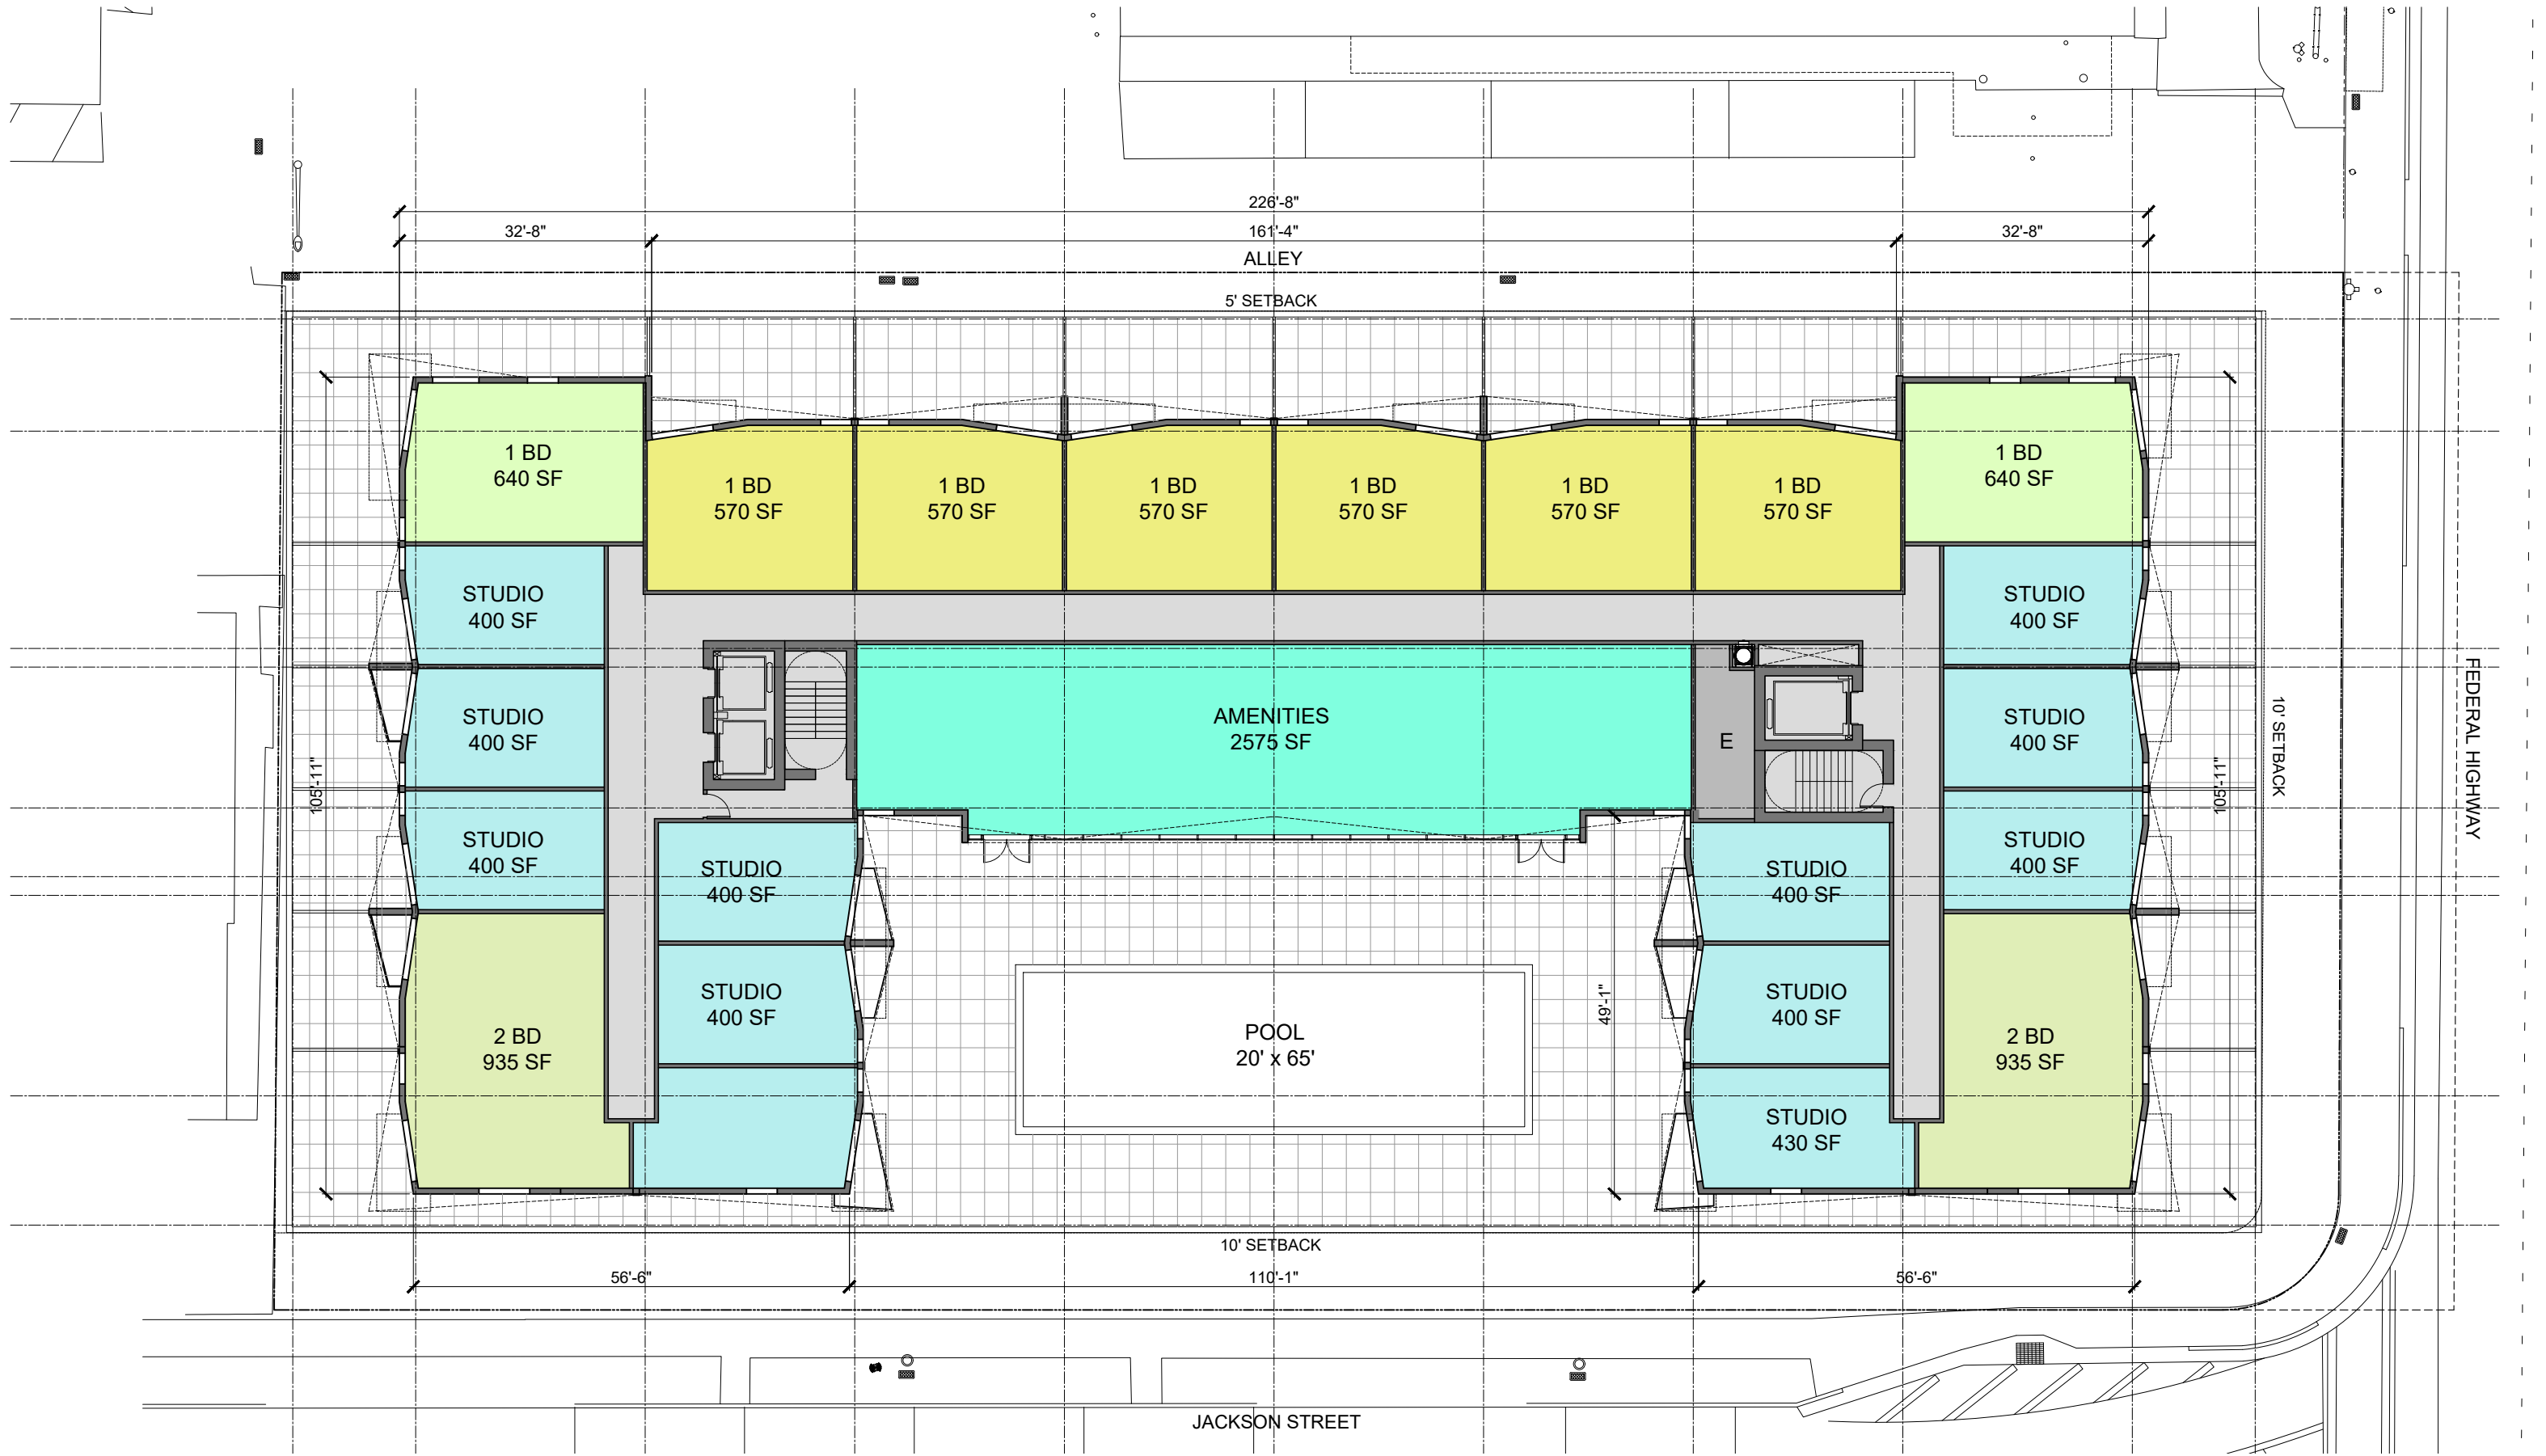 226'-8"
32'-8"
161'-4"
32'-8"
ALLEY
5' SETBACK
1 BD
640 SF
1 BD
570 SF
1 BD
570 SF
1 BD
570 SF
1 BD
570 SF
1 BD
570 SF
1 BD
570 SF
1 BD
640 SF
STUDIO
400 SF
STUDIO
400 SF
STUDIO
400 SF
STUDIO
400 SF
AMENITIES
2575 SF
E
105'-11"
105'-11"
10' SETBACK
FEDERAL HIGHWAY
STUDIO
400 SF
STUDIO
400 SF
STUDIO
400 SF
STUDIO
400 SF
STUDIO
400 SF
STUDIO
400 SF
49'-1"
2 BD
935 SF
POOL
20' x 65'
2 BD
935 SF
STUDIO
430 SF
10' SETBACK
56'-6"
110'-1"
56'-6"
JACKSON STREET